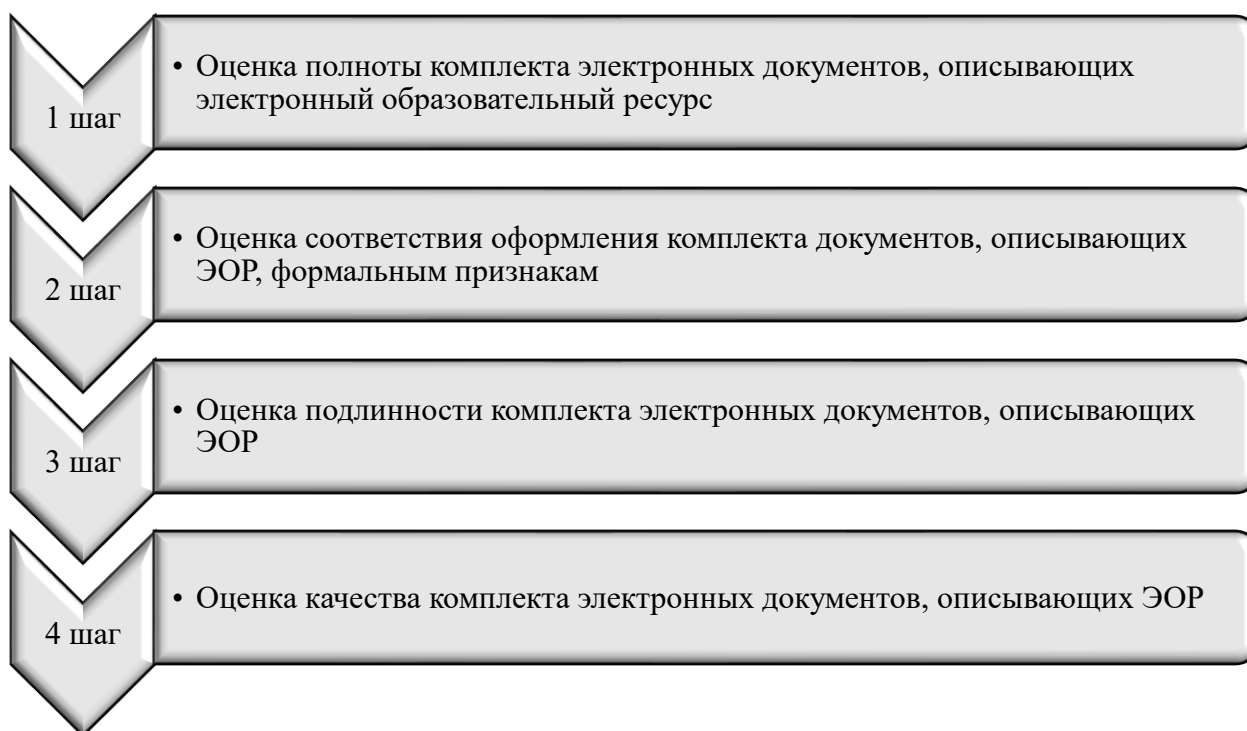 1 шаг
• Оценка полноты комплекта электронных документов, описывающих
электронный образовательный ресурс
2 шаг
• Оценка соответствия оформления комплекта документов, описывающих
ЭОР, формальным признакам
3 шаг
• Оценка подлинности комплекта электронных документов, описывающих
ЭОР
4 шаг
• Оценка качества комплекта электронных документов, описывающих ЭОР